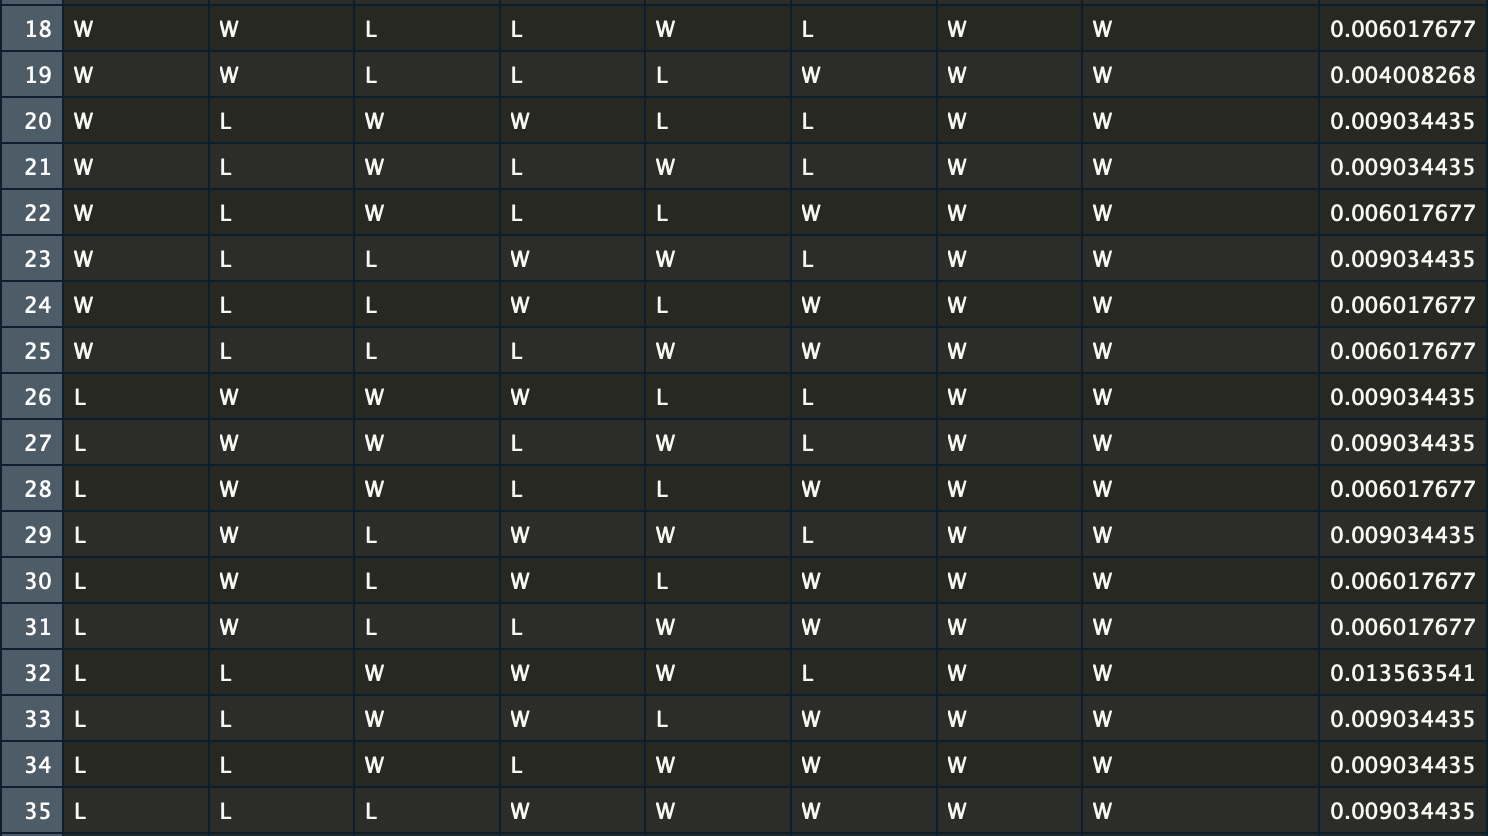 18 W W L L W L W W 0.006017677
19 W W L L L W W W 0.004008268
20 W L W W L L W W 0.009034435
21 W L W L W L W W 0.009034435
22 W L W L L W W W 0.006017677
23 W L L W W L W W 0.009034435
24 W L L W L W W W 0.006017677
25 W L L L W W W W 0.006017677
26 L W W W L L W W 0.009034435
27 L W W L W L W W 0.009034435
28 L W W L L W W W 0.006017677
29 L W L W W L W W 0.009034435
30 L W L W L W W W 0.006017677
31 L W L L W W W W 0.006017677
32 L L W W W L W W 0.013563541
33 L L W W L W W W 0.009034435
34 L L W L W W W W 0.009034435
35 L L L W W W W W 0.009034435